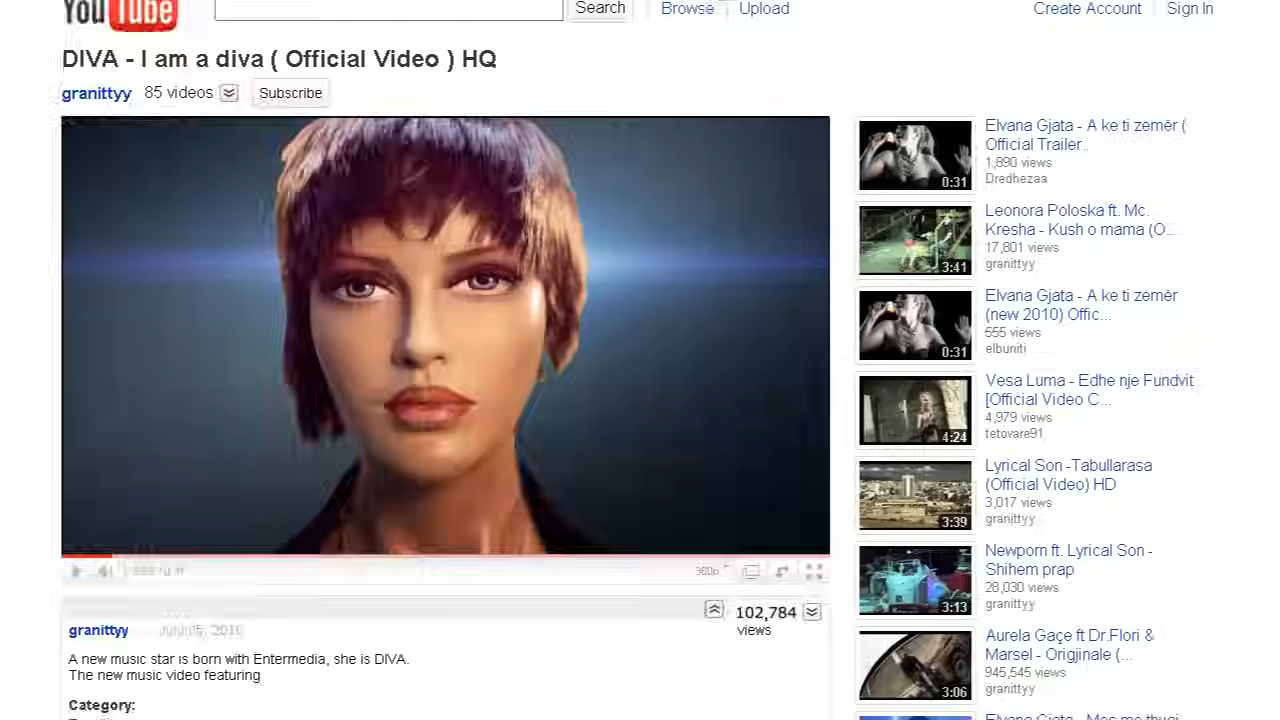 YouTube
Search
Browse
Upload
Create Account
Sign In
DIVA - I am a diva ( Official Video ) HQ
granittyy
85 videos
Subscribe
360p
102,784
views
granittyy
A new music star is born with Entermedia, she is DIVA.
The new music video featuring
Category:
Elvana Gjata - A ke ti zemër (
Official Trailer..
1,890 views
Dredhezaa
0:31
Leonora Poloska ft. Mc.
Kresha - Kush o mama (O...
17,801 views
granittyy
3:41
Elvana Gjata - A ke ti zemër
(new 2010) Offic...
555 views
elbuniti
0:31
Vesa Luma - Edhe nje Fundvit
[Official Video C...
4,979 views
tetovare91
4:24
Lyrical Son -Tabullarasa
(Official Video) HD
3,017 views
granittyy
3:39
Newporn ft. Lyrical Son -
Shihem prap
28,030 views
granittyy
3:13
Aurela Gaçe ft Dr.Flori &
Marsel - Origjinale (...
945,545 views
granittyy
3:06